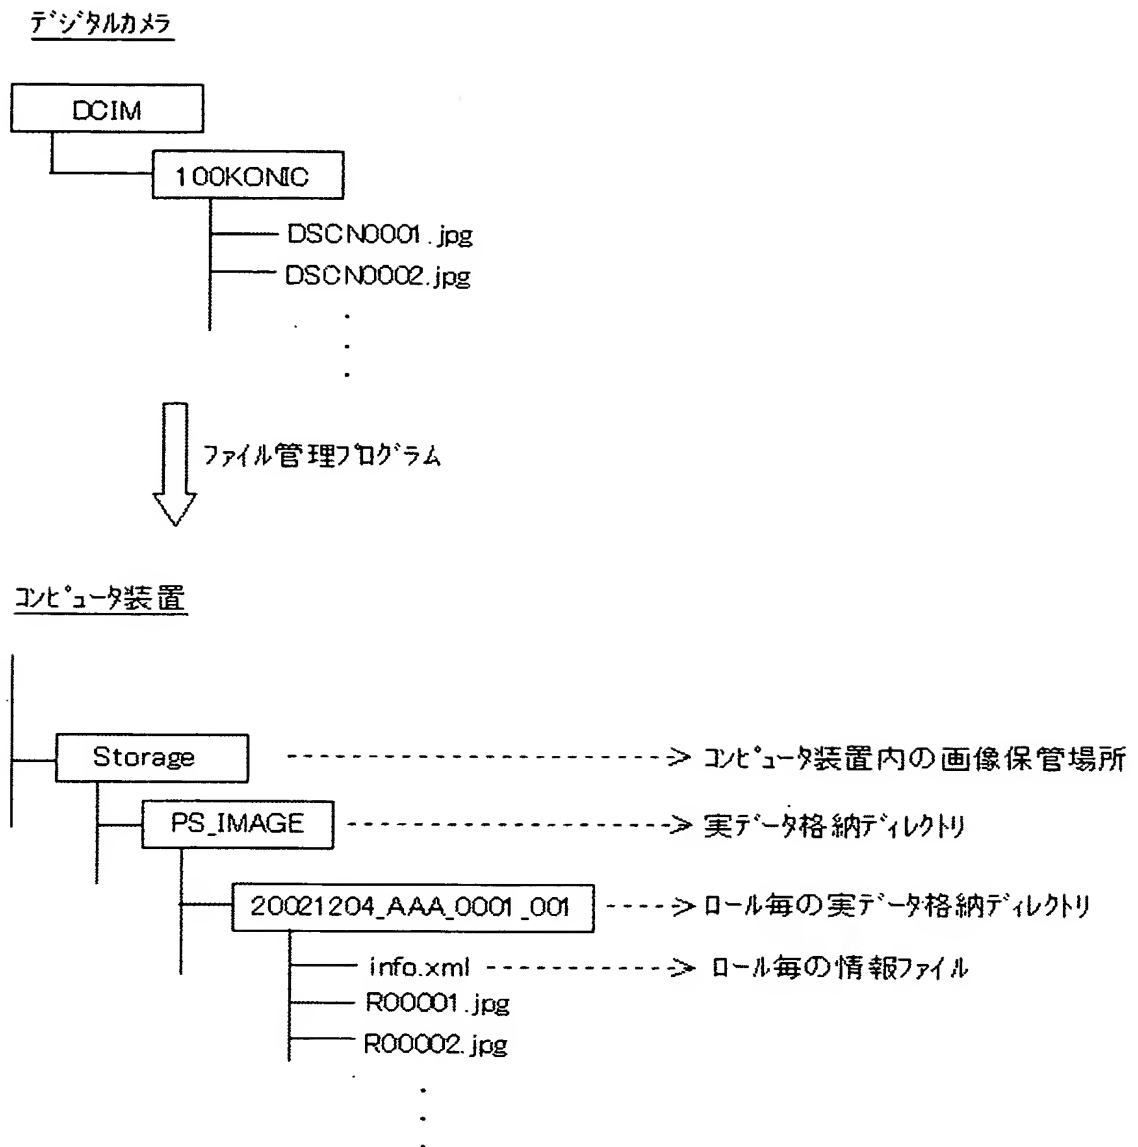 デジタルカメラ
DCIM
100KONIC
DSCN0001.jpg
DSCN0002.jpg
ファイル管理プログラム
コンピュータ装置
Storage
コンピュータ装置内の画像保管場所
PS_IMAGE
実データ格納ディレクトリ
20021204_AAA_0001_001
ロール毎の実データ格納ディレクトリ
info.xml
ロール毎の情報ファイル
R00001.jpg
R00002.jpg